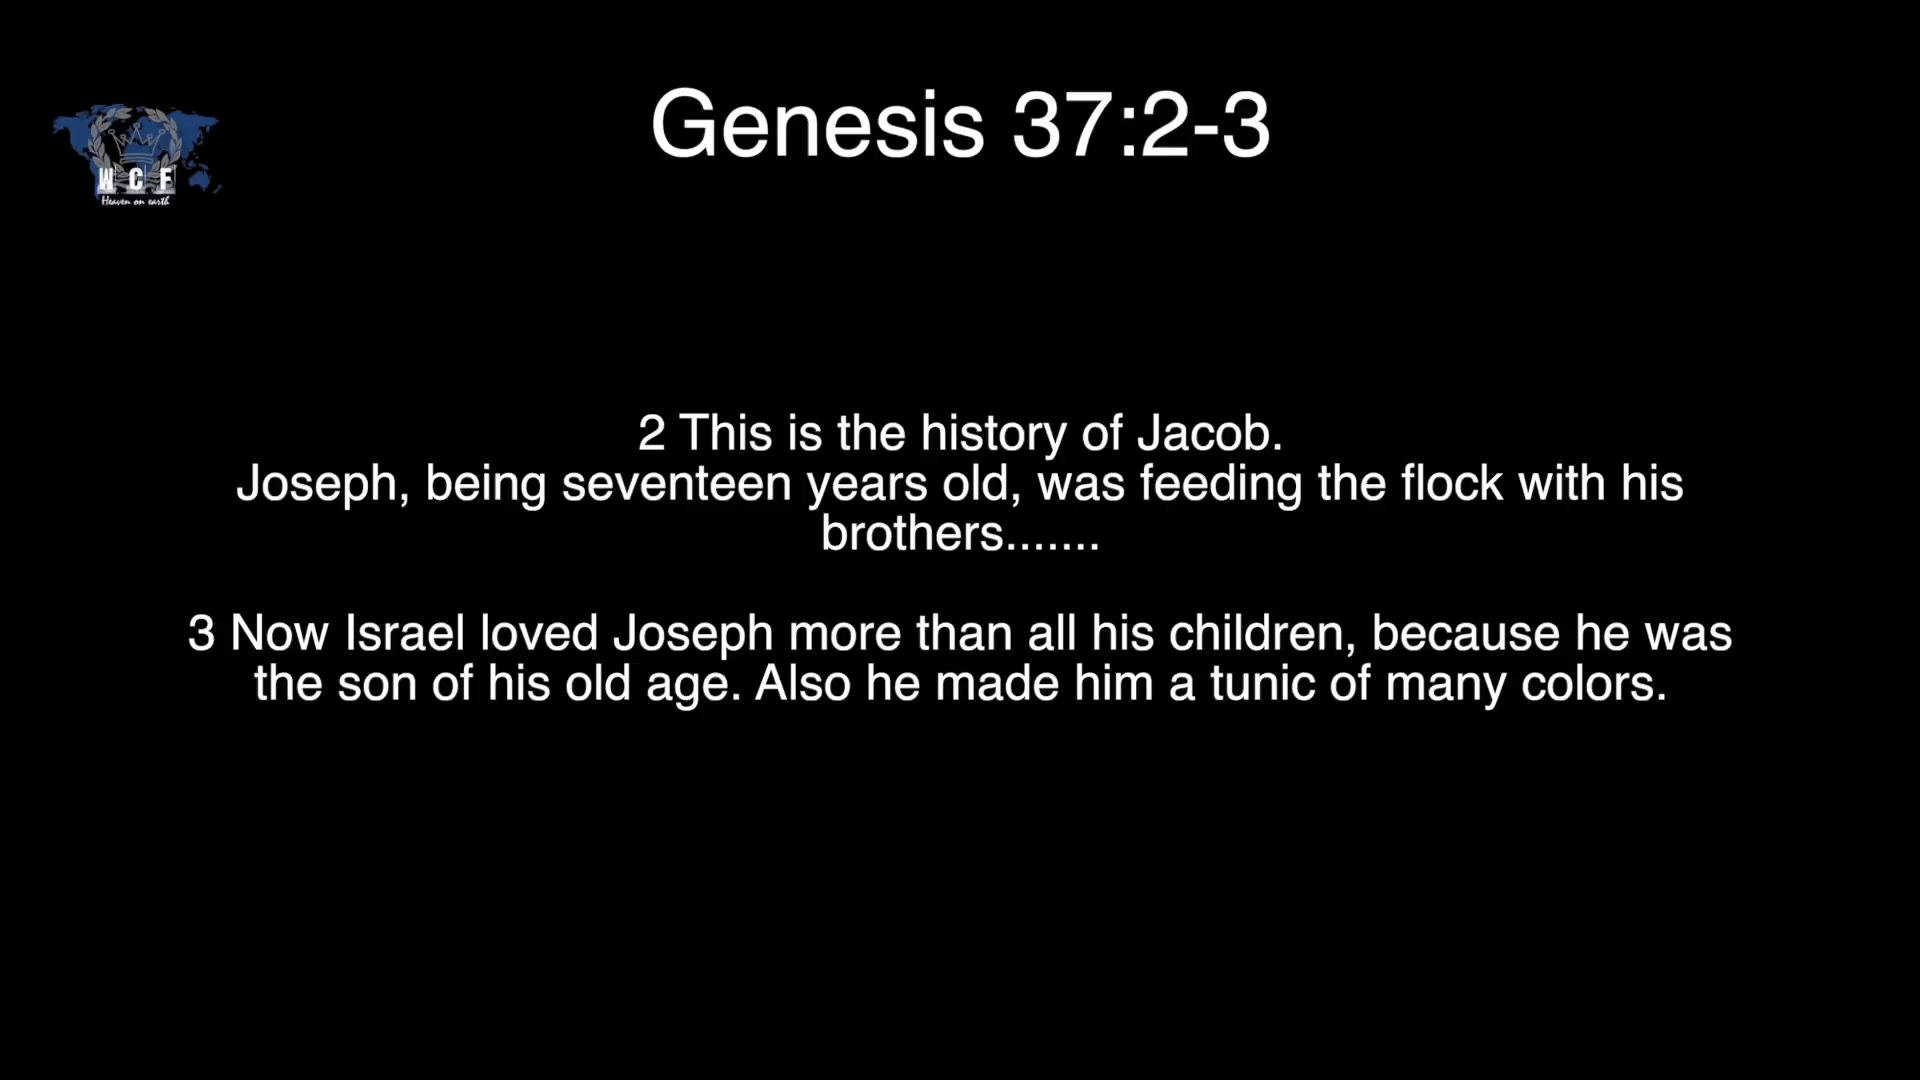 Genesis 37:2-3
W C F
Heaven on earth
2 This is the history of Jacob.
Joseph, being seventeen years old, was feeding the flock with his
brothers.......
3 Now Israel loved Joseph more than all his children, because he was
the son of his old age. Also he made him a tunic of many colors.